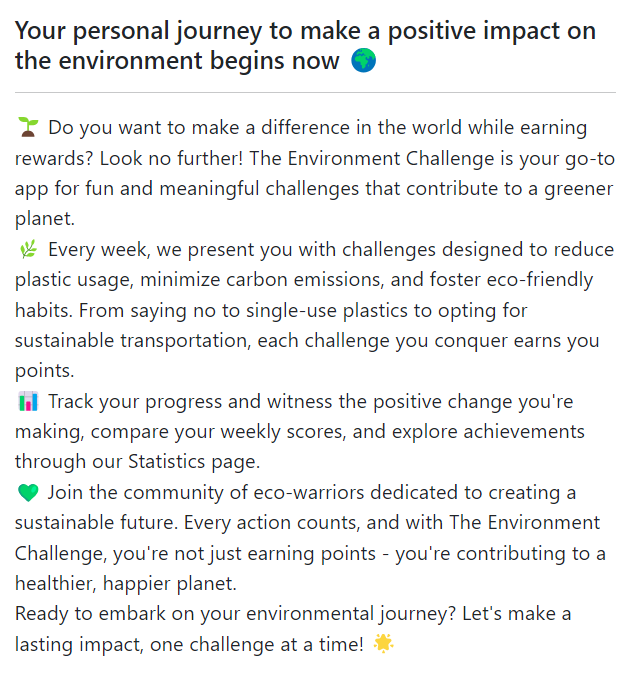 Your personal journey to make a positive impact on
the environment begins now 🌍
🌱 Do you want to make a difference in the world while earning
rewards? Look no further! The Environment Challenge is your go-to
app for fun and meaningful challenges that contribute to a greener
planet.
🌿 Every week, we present you with challenges designed to reduce
plastic usage, minimize carbon emissions, and foster eco-friendly
habits. From saying no to single-use plastics to opting for
sustainable transportation, each challenge you conquer earns you
points.
📊 Track your progress and witness the positive change you're
making, compare your weekly scores, and explore achievements
through our Statistics page.
💚 Join the community of eco-warriors dedicated to creating a
sustainable future. Every action counts, and with The Environment
Challenge, you're not just earning points - you're contributing to a
healthier, happier planet.
Ready to embark on your environmental journey? Let's make a
lasting impact, one challenge at a time! 🌟